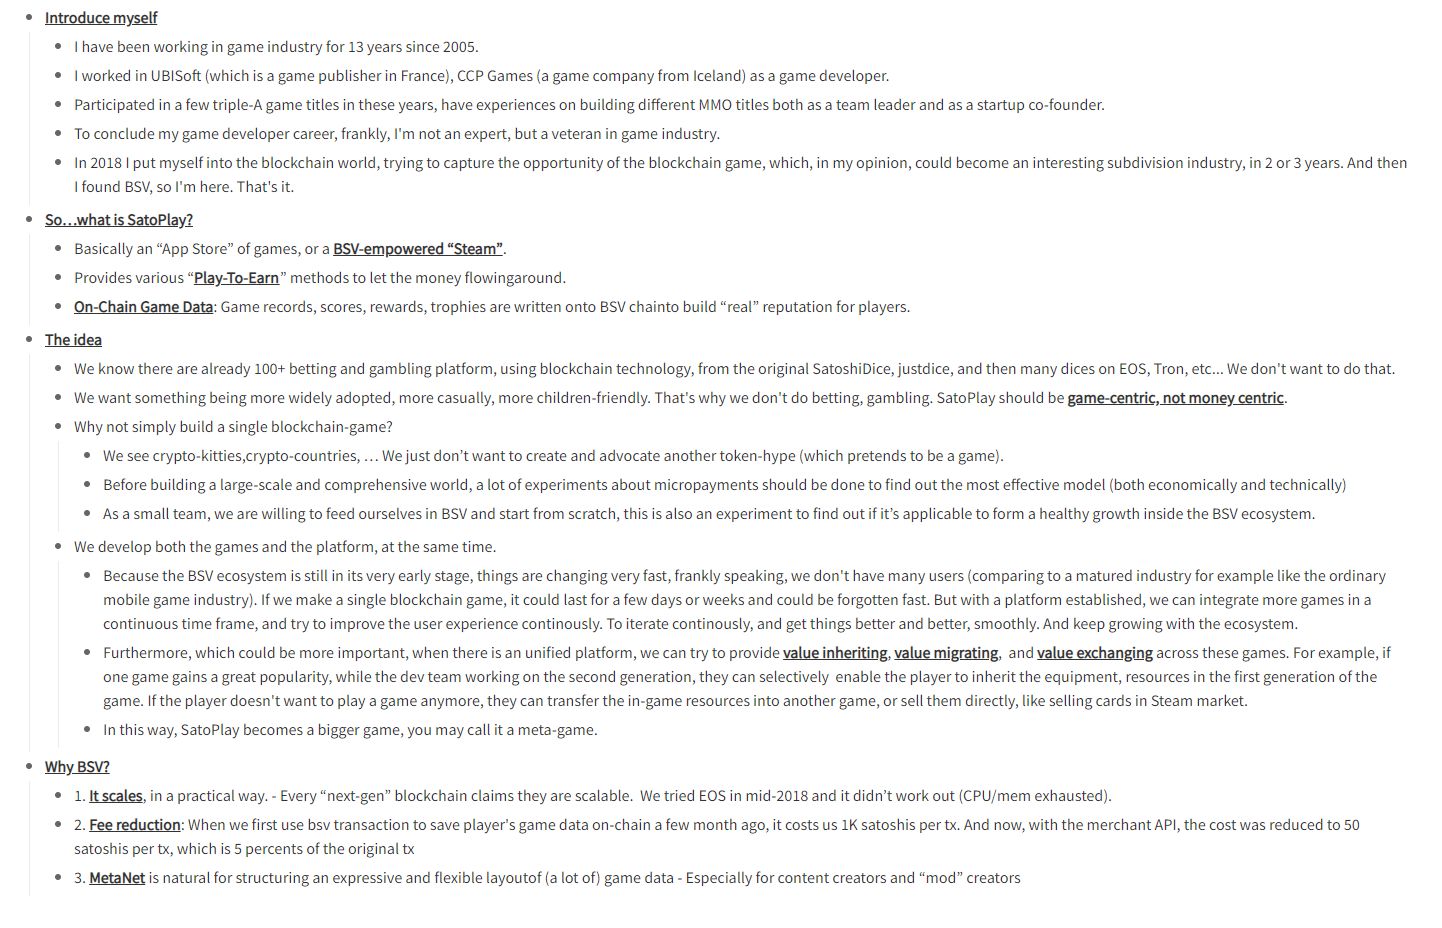 Introduce myself
I have been working in game industry for 13 years since 2005.
I worked in UBISoft (which is a game publisher in France), CCP Games (a game company from Iceland) as a game developer.
Participated in a few triple-A game titles in these years, have experiences on building different MMO titles both as a team leader and as a startup co-founder.
To conclude my game developer career, frankly, I'm not an expert, but a veteran in game industry.
In 2018 I put myself into the blockchain world, trying to capture the opportunity of the blockchain game, which, in my opinion, could become an interesting subdivision industry, in 2 or 3 years. And then
I found BSV, so I'm here. That's it.
So…what is SatoPlay?
Basically an “App Store” of games, or a BSV-empowered “Steam”.
Provides various “Play-To-Earn” methods to let the money flowingaround.
On-Chain Game Data: Game records, scores, rewards, trophies are written onto BSV chainto build “real” reputation for players.
The idea
We know there are already 100+ betting and gambling platform, using blockchain technology, from the original SatoshiDice, justdice, and then many dices on EOS, Tron, etc... We don't want to do that.
We want something being more widely adopted, more casually, more children-friendly. That's why we don't do betting, gambling. SatoPlay should be game-centric, not money centric.
Why not simply build a single blockchain-game?
We see crypto-kitties,crypto-countries, … We just don’t want to create and advocate another token-hype (which pretends to be a game).
Before building a large-scale and comprehensive world, a lot of experiments about micropayments should be done to find out the most effective model (both economically and technically)
As a small team, we are willing to feed ourselves in BSV and start from scratch, this is also an experiment to find out if it’s applicable to form a healthy growth inside the BSV ecosystem.
We develop both the games and the platform, at the same time.
Because the BSV ecosystem is still in its very early stage, things are changing very fast, frankly speaking, we don't have many users (comparing to a matured industry for example like the ordinary
mobile game industry). If we make a single blockchain game, it could last for a few days or weeks and could be forgotten fast. But with a platform established, we can integrate more games in a
continuous time frame, and try to improve the user experience continously. To iterate continously, and get things better and better, smoothly. And keep growing with the ecosystem.
Furthermore, which could be more important, when there is an unified platform, we can try to provide value inheriting, value migrating, and value exchanging across these games. For example, if
one game gains a great popularity, while the dev team working on the second generation, they can selectively enable the player to inherit the equipment, resources in the first generation of the
game. If the player doesn't want to play a game anymore, they can transfer the in-game resources into another game, or sell them directly, like selling cards in Steam market.
In this way, SatoPlay becomes a bigger game, you may call it a meta-game.
Why BSV?
1. It scales, in a practical way. - Every “next-gen” blockchain claims they are scalable. We tried EOS in mid-2018 and it didn’t work out (CPU/mem exhausted).
2. Fee reduction: When we first use bsv transaction to save player's game data on-chain a few month ago, it costs us 1K satoshis per tx. And now, with the merchant API, the cost was reduced to 50
satoshis per tx, which is 5 percents of the original tx
3. MetaNet is natural for structuring an expressive and flexible layoutof (a lot of) game data - Especially for content creators and “mod” creators